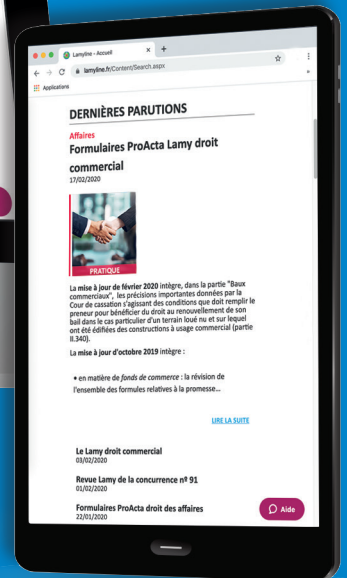 Lamyline - Accueil
lamyline.fr/Content/Search.aspx
Applications
DERNIÈRES PARUTIONS
Affaires
Formulaires ProActa Lamy droit
commercial
17/02/2020
PRATIQUE
La mise à jour de février 2020 intègre, dans la partie "Baux
commerciaux", les précisions importantes données par la
Cour de cassation s'agissant des conditions que doit remplir le
preneur pour bénéficier du droit au renouvellement de son
bail dans le cas particulier d'un terrain loué nu et sur lequel
ont été édifiées des constructions à usage commercial (partie
II.340).
La mise à jour d'octobre 2019 intègre :
• en matière de fonds de commerce : la révision de
l'ensemble des formules relatives à la promesse...
LIRE LA SUITE
Le Lamy droit commercial
03/02/2020
Revue Lamy de la concurrence nº 91
01/02/2020
Formulaires ProActa droit des affaires
22/01/2020
Aide